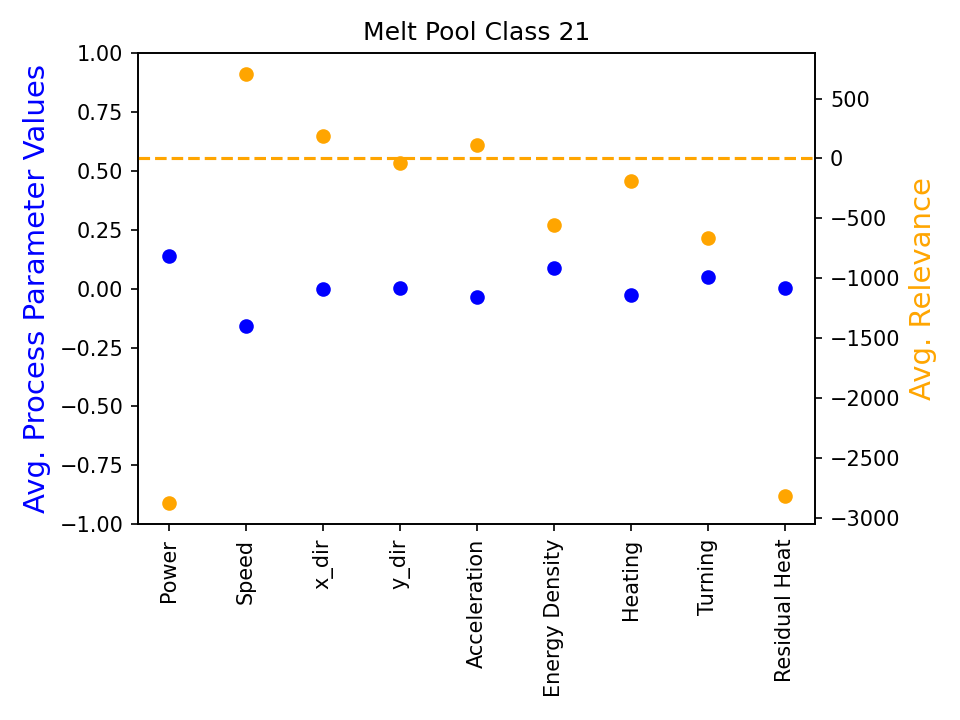 Melt Pool Class 21
Avg. Process Parameter Values
1.00
0.75
0.50
0.25
0.00
−0.25
−0.50
−0.75
−1.00
500
0
−500
−1000
−1500
−2000
−2500
−3000
Avg. Relevance
Power
Speed
x_dir
y_dir
Acceleration
Energy Density
Heating
Turning
Residual Heat